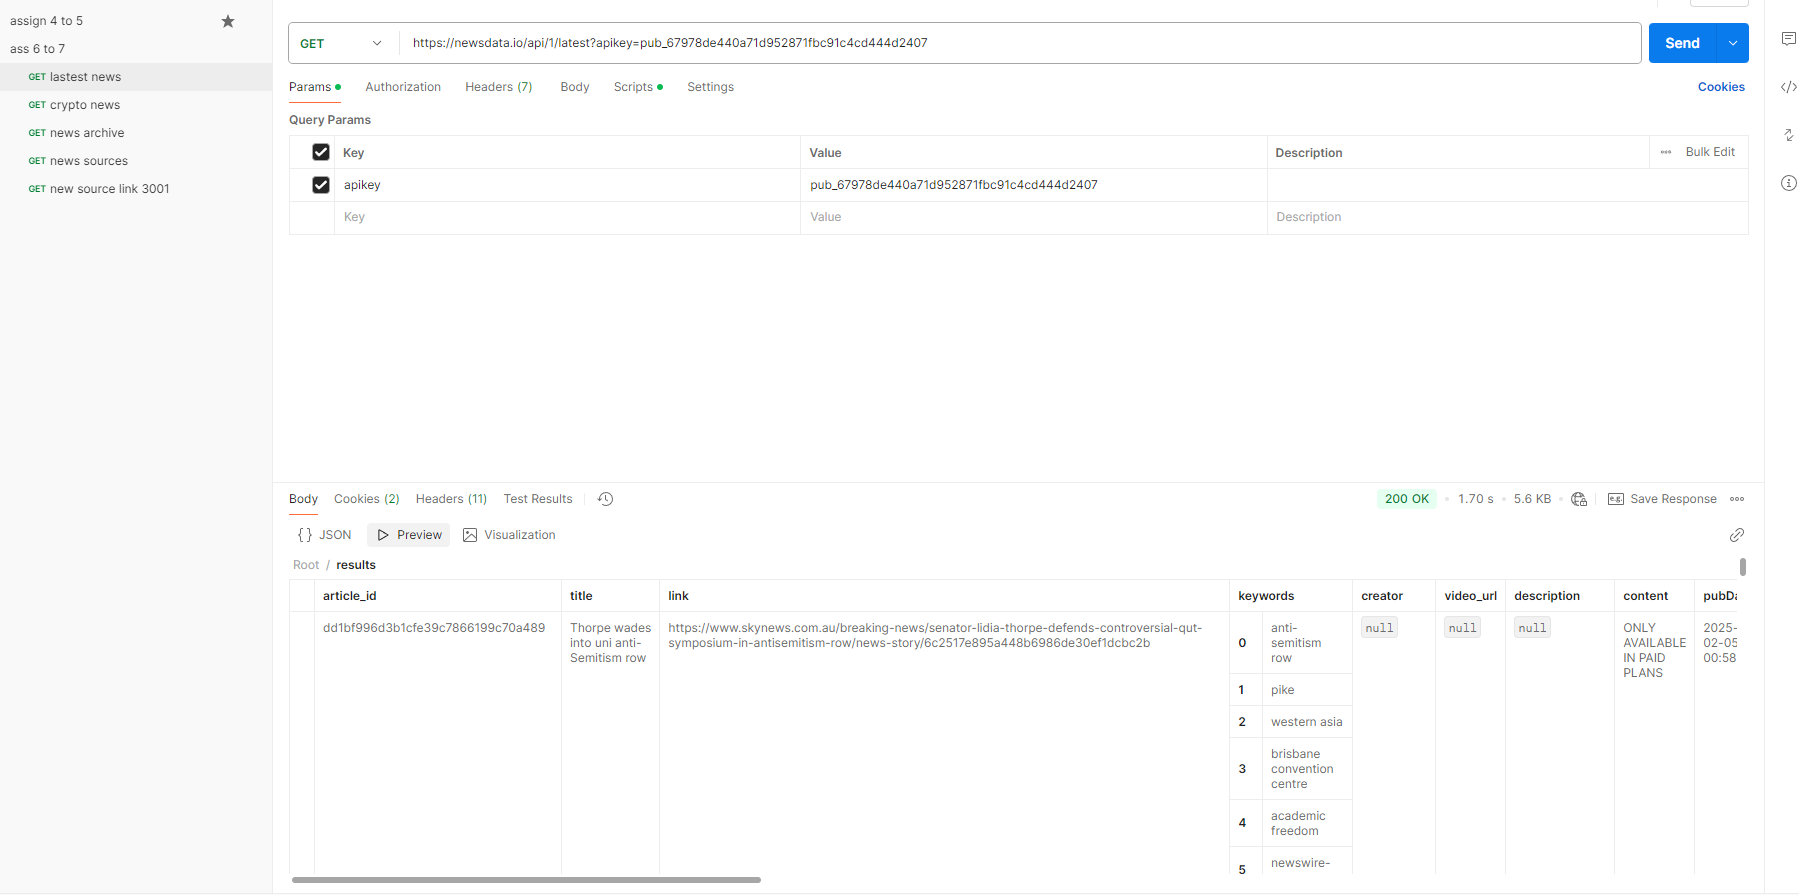 assign 4 to 5
ass 6 to 7
GET lastest news
GET crypto news
GET news archive
GET news sources
GET new source link 3001
GET https://newsdata.io/api/1/latest?apikey=pub_67978de440a71d952871fbc91c4cd444d2407 Send
Params Authorization Headers (7) Body Scripts Settings Cookies
Query Params
Key Value Description Bulk Edit
apikey pub_67978de440a71d952871fbc91c4cd444d2407
Key Value Description
Body Cookies (2) Headers (11) Test Results 200 OK 1.70 s 5.6 KB e.g. Save Response
{} JSON Preview Visualization
Root / results
article_id title link keywords creator video_url description content pubDa
dd1bf996d3b1cfe39c7866199c70a489
Thorpe wades
into uni anti-
Semitism row
https://www.skynews.com.au/breaking-news/senator-lidia-thorpe-defends-controversial-qut-
symposium-in-antisemitism-row/news-story/6c2517e895a448b6986de30ef1dcbc2b
0 anti-
semitism
row
1 pike
2 western asia
3 brisbane
convention
centre
4 academic
freedom
5 newswire-
null
null
null
ONLY
AVAILABLE
IN PAID
PLANS
2025-
02-05
00:58